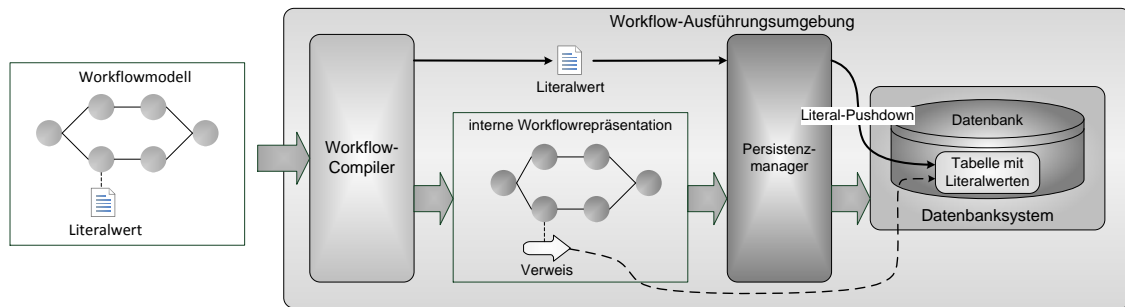 Workflow-Ausführungsumgebung
Workflowmodell
Literalwert
Workflow-
Compiler
Literalwert
interne Workflowrepräsentation
Verweis
Persistenz-
manager
Literal-Pushdown
Datenbank
Tabelle mit
Literalwerten
Datenbanksystem